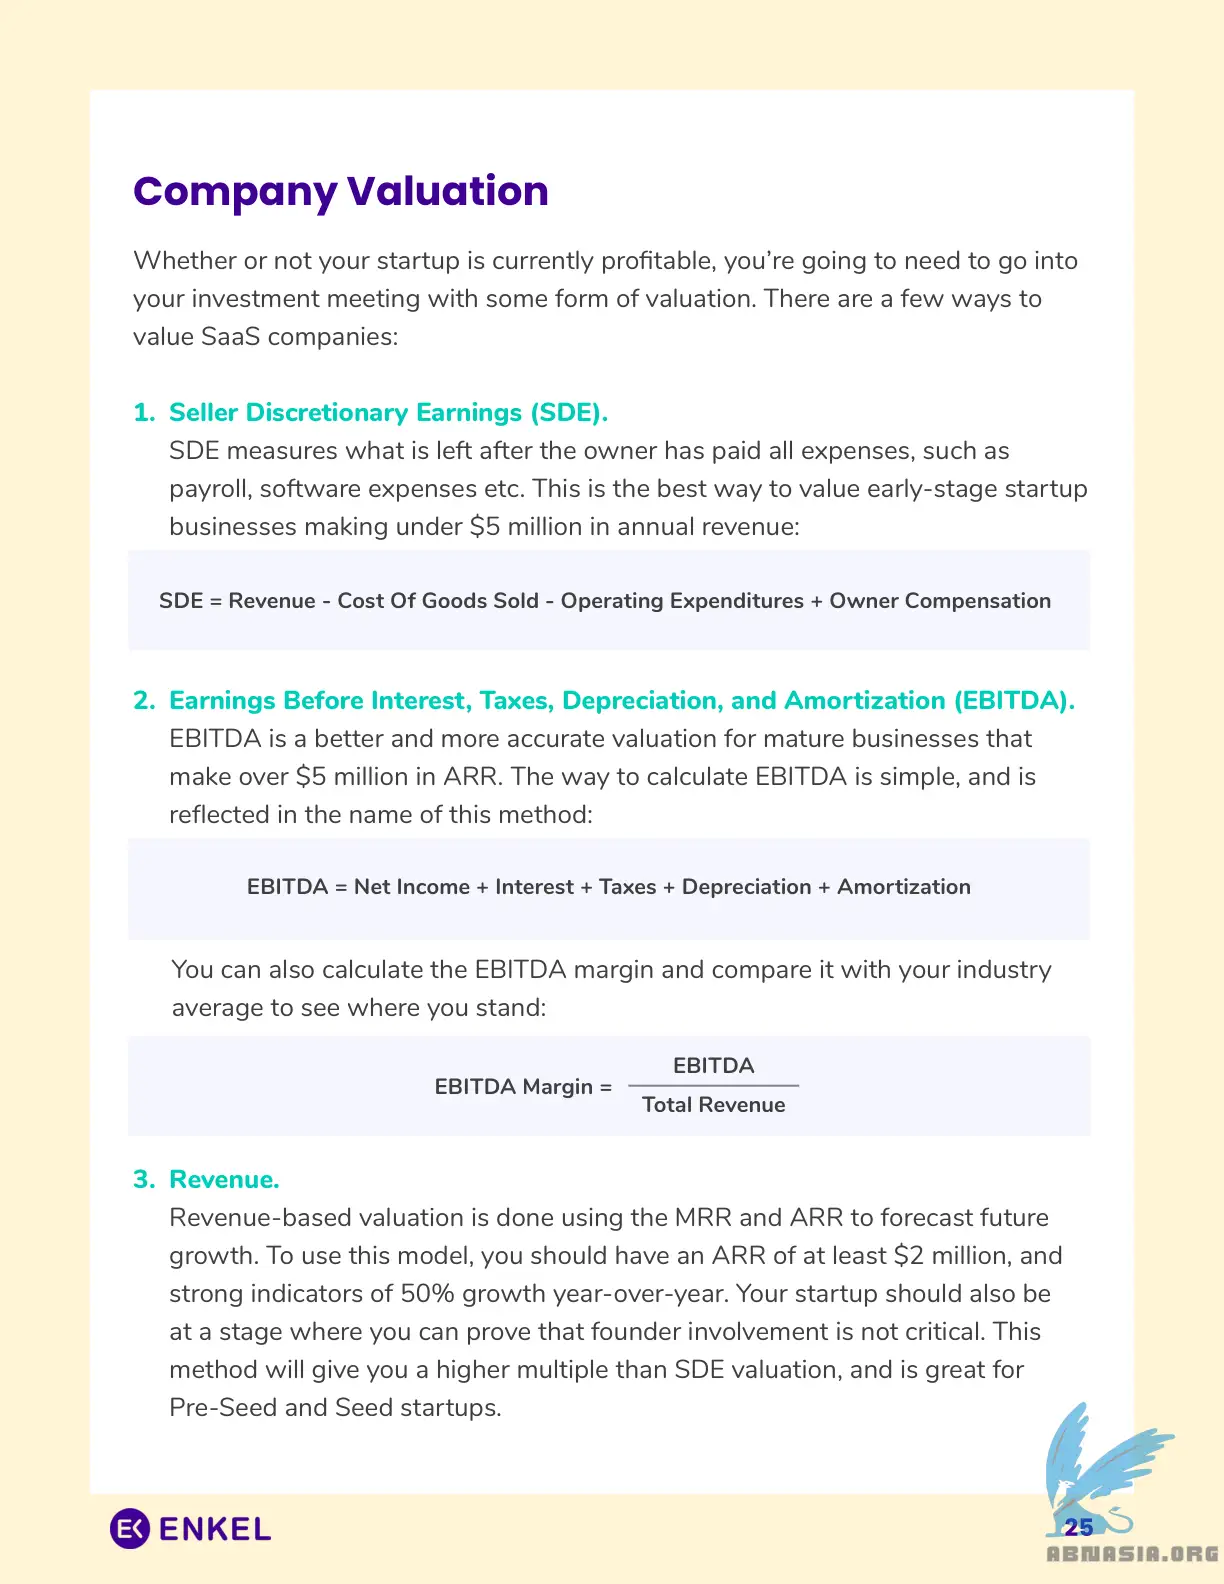 Company Valuation
Whether or not your startup is currently profitable, you’re going to need to go into
your investment meeting with some form of valuation. There are a few ways to
value SaaS companies:
1. Seller Discretionary Earnings (SDE).
SDE measures what is left after the owner has paid all expenses, such as
payroll, software expenses etc. This is the best way to value early-stage startup
businesses making under $5 million in annual revenue:
SDE = Revenue - Cost Of Goods Sold - Operating Expenditures + Owner Compensation
2. Earnings Before Interest, Taxes, Depreciation, and Amortization (EBITDA).
EBITDA is a better and more accurate valuation for mature businesses that
make over $5 million in ARR. The way to calculate EBITDA is simple, and is
reflected in the name of this method:
EBITDA = Net Income + Interest + Taxes + Depreciation + Amortization
You can also calculate the EBITDA margin and compare it with your industry
average to see where you stand:
EBITDA
EBITDA Margin =
Total Revenue
3. Revenue.
Revenue-based valuation is done using the MRR and ARR to forecast future
growth. To use this model, you should have an ARR of at least $2 million, and
strong indicators of 50% growth year-over-year. Your startup should also be
at a stage where you can prove that founder involvement is not critical. This
method will give you a higher multiple than SDE valuation, and is great for
Pre-Seed and Seed startups.
EK ENKEL
25
ABNASIA.ORG